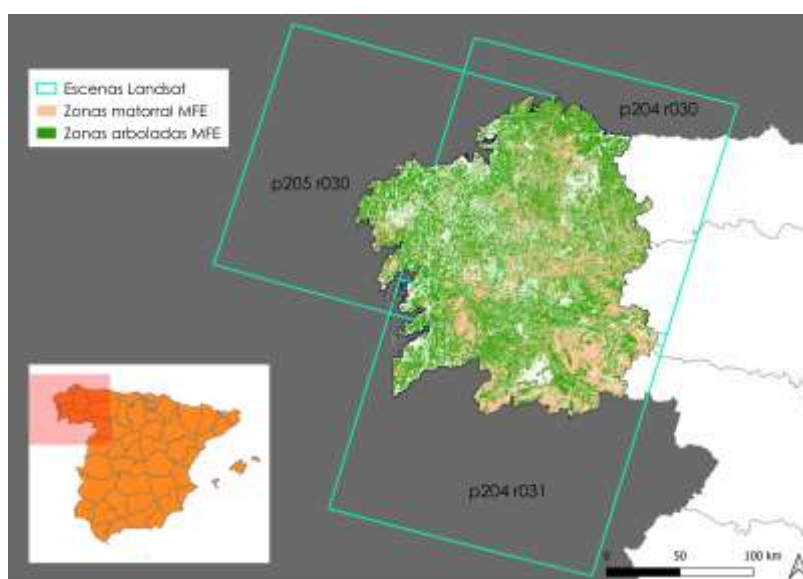 Escenas Landsat
Zonas matorral MFE
Zonas arboladas MFE
p204 r030
p205 r030
p204 r031
0 50 100 km